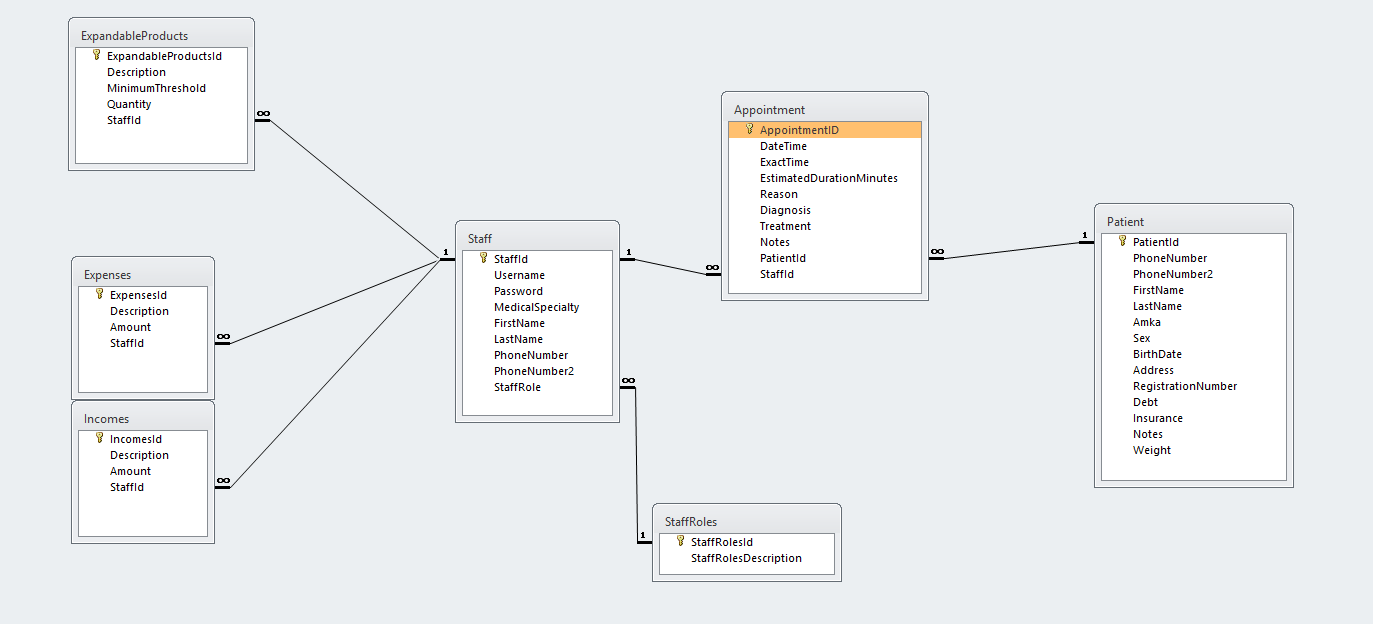 ExpandableProducts
ExpandableProductsId
Description
MinimumThreshold
Quantity
StaffId
∞
Expenses
ExpensesId
Description
Amount
StaffId
∞
Incomes
IncomesId
Description
Amount
StaffId
∞
1
Staff
StaffId
Username
Password
MedicalSpecialty
FirstName
LastName
PhoneNumber
PhoneNumber2
StaffRole
1
∞
∞
1
StaffRoles
StaffRolesId
StaffRolesDescription
Appointment
AppointmentID
DateTime
ExactTime
EstimatedDurationMinutes
Reason
Diagnosis
Treatment
Notes
PatientId
StaffId
∞
1
Patient
PatientId
PhoneNumber
PhoneNumber2
FirstName
LastName
Amka
Sex
BirthDate
Address
RegistrationNumber
Debt
Insurance
Notes
Weight